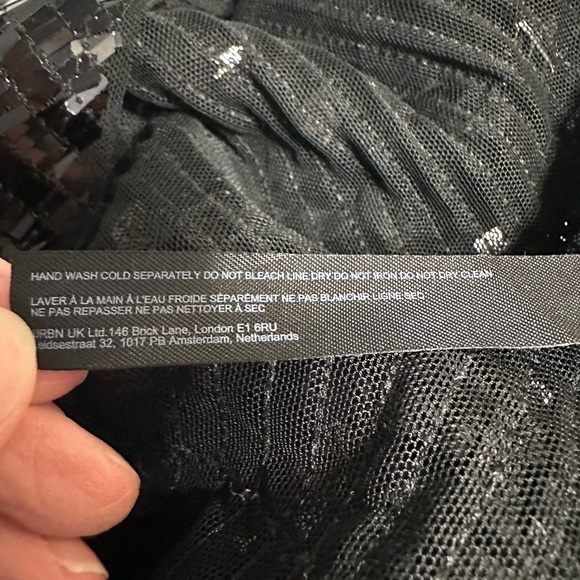 HAND WASH COLD SEPARATELY DO NOT BLEACH LINE DRY DO NOT IRON DO NOT DRY CLEAN
LAVER À LA MAIN À L'EAU FROIDE SÉPARÉMENT NE PAS BLANCHIR LIGNE SEC
NE PAS REPASSER NE PAS NETTOYER À SEC
URBN UK Ltd.146 Brick Lane, London E1 6RU
Leidsestraat 32, 1017 PB Amsterdam, Netherlands